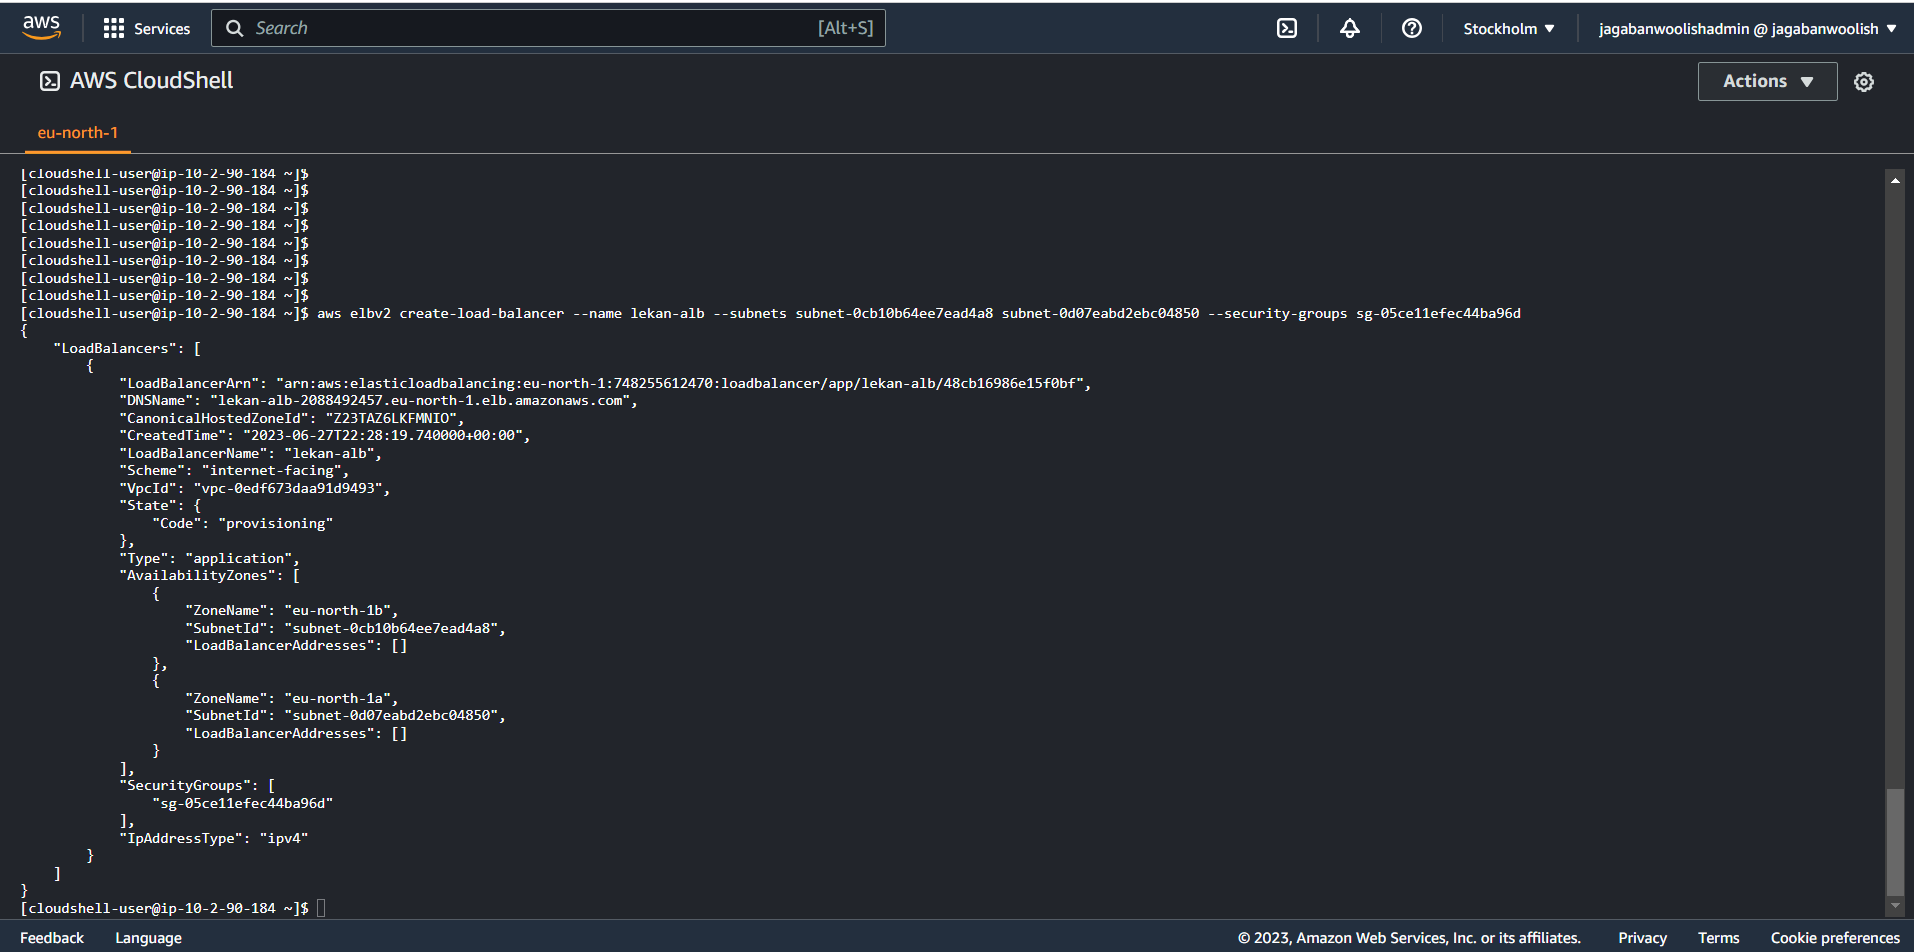 aws Services Search [Alt+S] Stockholm ▼ jagabanwoolishadmin @ jagabanwoolish ▼
AWS CloudShell Actions ▼
eu-north-1
[cloudshell-user@ip-10-2-90-184 ~]$
[cloudshell-user@ip-10-2-90-184 ~]$
[cloudshell-user@ip-10-2-90-184 ~]$
[cloudshell-user@ip-10-2-90-184 ~]$
[cloudshell-user@ip-10-2-90-184 ~]$
[cloudshell-user@ip-10-2-90-184 ~]$
[cloudshell-user@ip-10-2-90-184 ~]$
[cloudshell-user@ip-10-2-90-184 ~]$
[cloudshell-user@ip-10-2-90-184 ~]$ aws elbv2 create-load-balancer --name lekan-alb --subnets subnet-0cb10b64ee7ead4a8 subnet-0d07eabd2ebc04850 --security-groups sg-05ce11efec44ba96d
{
    "LoadBalancers": [
        {
            "LoadBalancerArn": "arn:aws:elasticloadbalancing:eu-north-1:748255612470:loadbalancer/app/lekan-alb/48cb16986e15f0bf",
            "DNSName": "lekan-alb-2088492457.eu-north-1.elb.amazonaws.com",
            "CanonicalHostedZoneId": "Z23TAZ6LKFMNIO",
            "CreatedTime": "2023-06-27T22:28:19.740000+00:00",
            "LoadBalancerName": "lekan-alb",
            "Scheme": "internet-facing",
            "VpcId": "vpc-0edf673daa91d9493",
            "State": {
                "Code": "provisioning"
            },
            "Type": "application",
            "AvailabilityZones": [
                {
                    "ZoneName": "eu-north-1b",
                    "SubnetId": "subnet-0cb10b64ee7ead4a8",
                    "LoadBalancerAddresses": []
                },
                {
                    "ZoneName": "eu-north-1a",
                    "SubnetId": "subnet-0d07eabd2ebc04850",
                    "LoadBalancerAddresses": []
                }
            ],
            "SecurityGroups": [
                "sg-05ce11efec44ba96d"
            ],
            "IpAddressType": "ipv4"
        }
    ]
}
[cloudshell-user@ip-10-2-90-184 ~]$
Feedback Language © 2023, Amazon Web Services, Inc. or its affiliates. Privacy Terms Cookie preferences